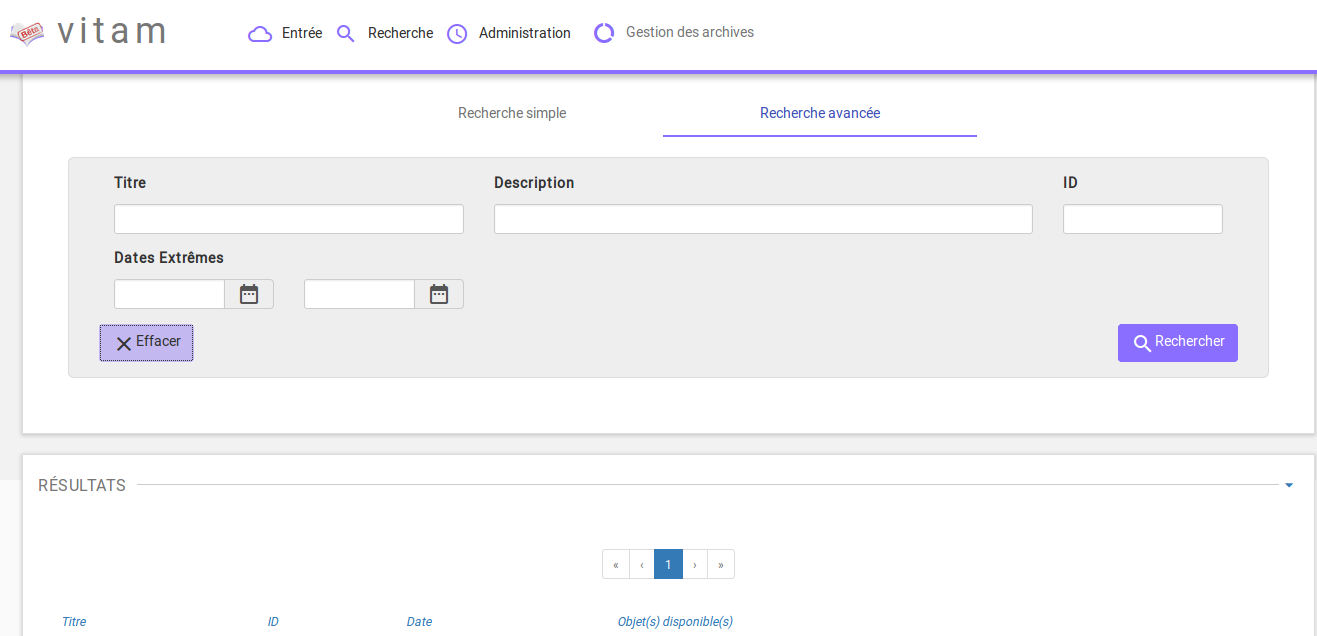 Bêta vitam
Entrée Recherche Administration Gestion des archives
Recherche simple Recherche avancée
Titre Description ID
Dates Extrêmes
Effacer Rechercher
RÉSULTATS
« ‹ 1 › »
Titre ID Date Objet(s) disponible(s)